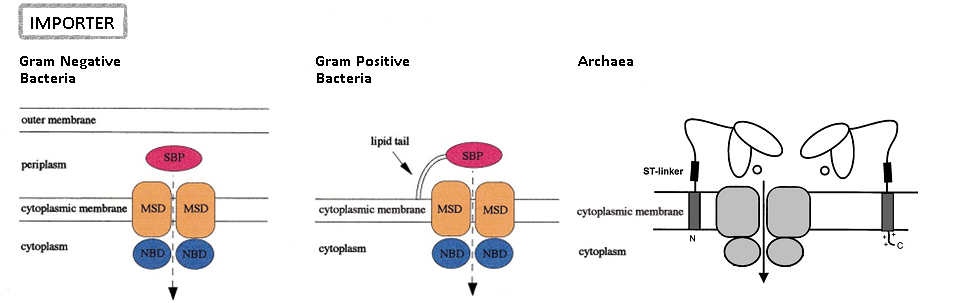 IMPORTER
Gram Negative
Bacteria
outer membrane
periplasm
SBP
cytoplasmic membrane
MSD MSD
cytoplasm
NBD NBD
Gram Positive
Bacteria
lipid tail
SBP
cytoplasmic membrane
MSD MSD
cytoplasm
NBD NBD
Archaea
ST-linker
cytoplasmic membrane
N
+ +
+ C
cytoplasm